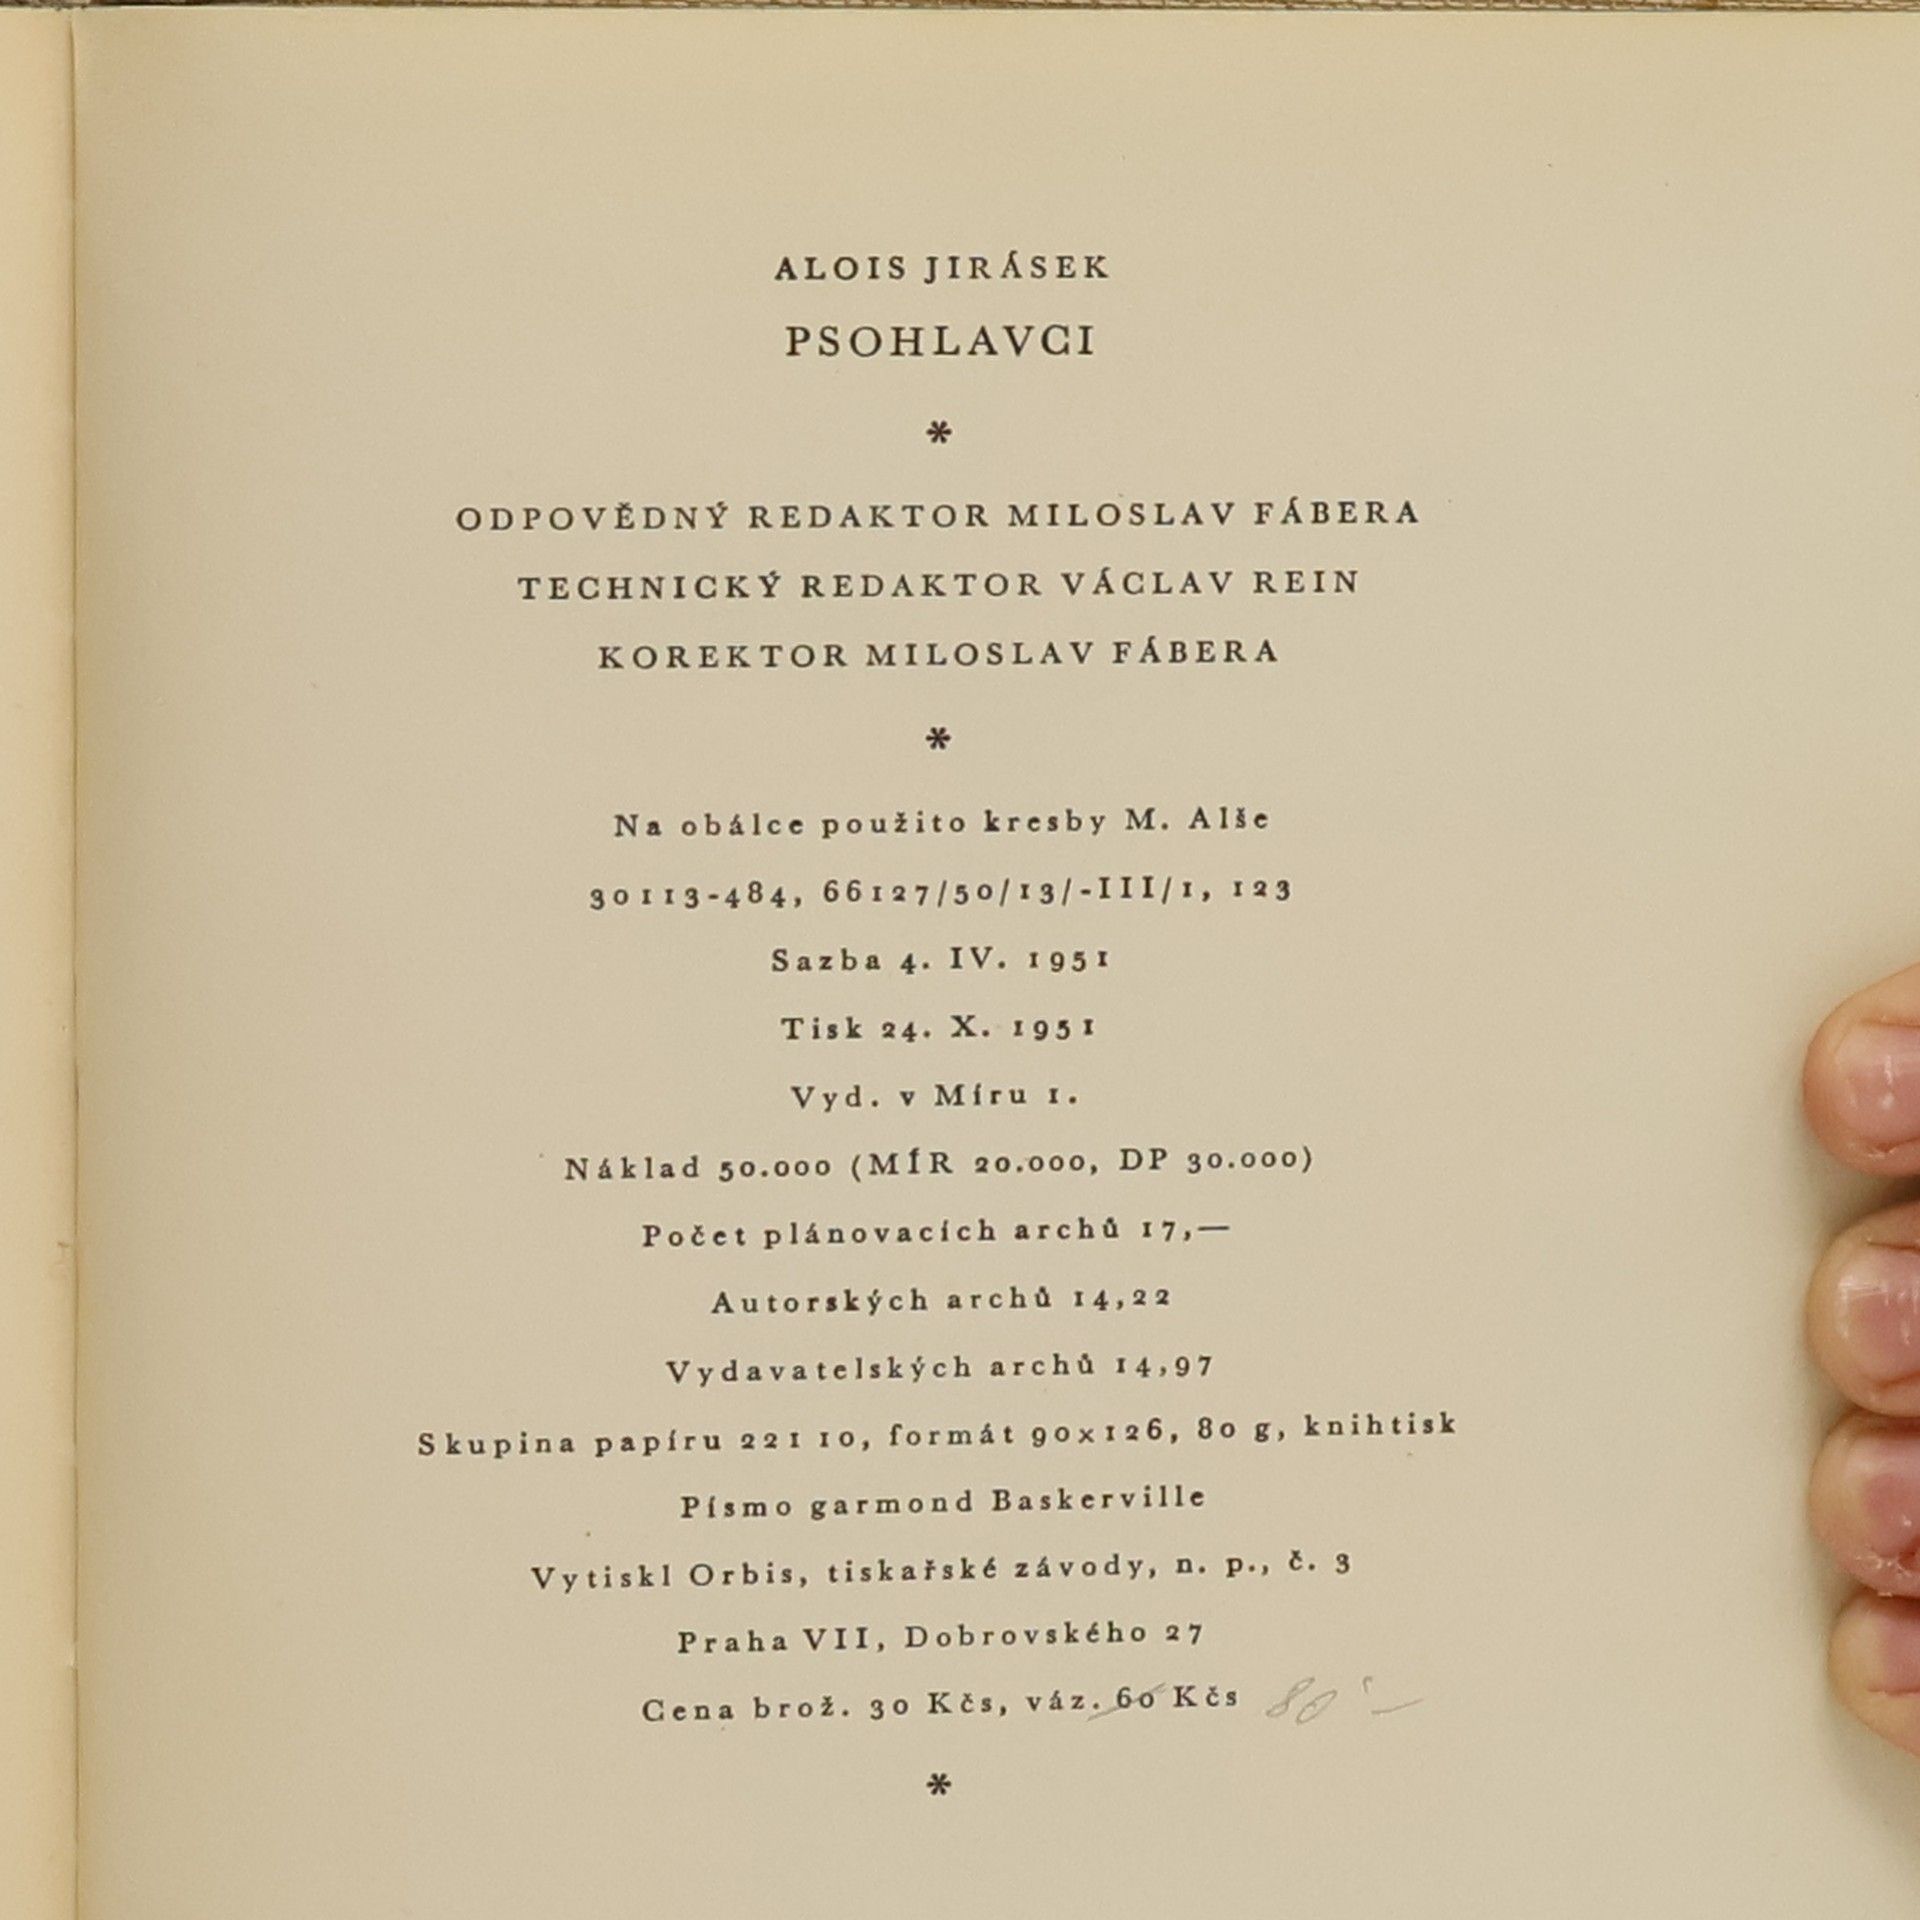 ALOIS JIRÁSEK
PSOHLAVCI
*
ODPOVĚDNÝ REDAKTOR MILOSLAV FÁBERA
TECHNICKÝ REDAKTOR VÁCLAV REIN
KOREKTOR MILOSLAV FÁBERA
*
Na obálce použito kresby M. Alše
30113-484, 66127/50/13/-III/1, 123
Sazba 4. IV. 1951
Tisk 24. X. 1951
Vyd. v Míru 1.
Náklad 50.000 (MÍR 20.000, DP 30.000)
Počet plánovacích archů 17,—
Autorských archů 14,22
Vydavatelských archů 14,97
Skupina papíru 221 10, formát 90×126, 80 g, knihtisk
Písmo garmond Baskerville
Vytiskl Orbis, tiskařské závody, n. p., č. 3
Praha VII, Dobrovského 27
Cena brož. 30 Kčs, váz. 60 Kčs 80'-
*